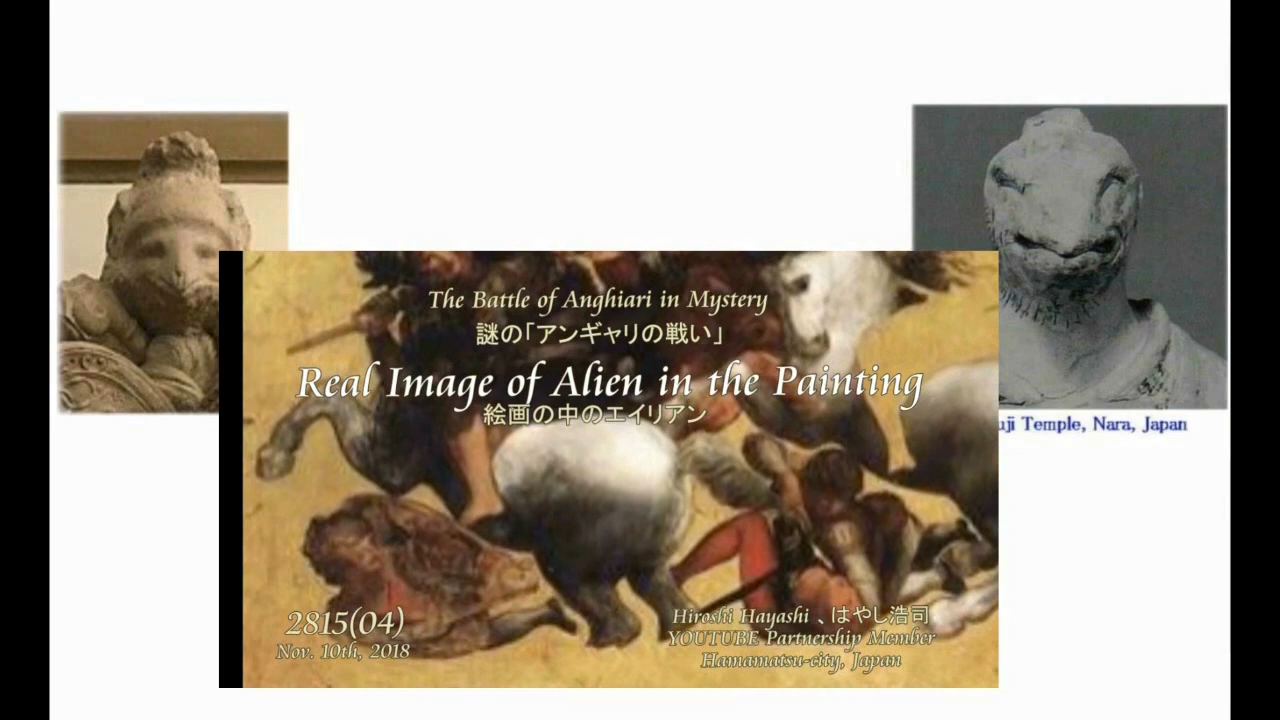 The Battle of Anghiari in Mystery
謎の「アンギャリの戦い」
Real Image of Alien in the Painting
絵画の中のエイリアン
uji Temple, Nara, Japan
2815(04)
Nov. 10th, 2018
Hiroshi Hayashi 、はやし浩司
YOUTUBE Partnership Member
Hamamatsu-city, Japan